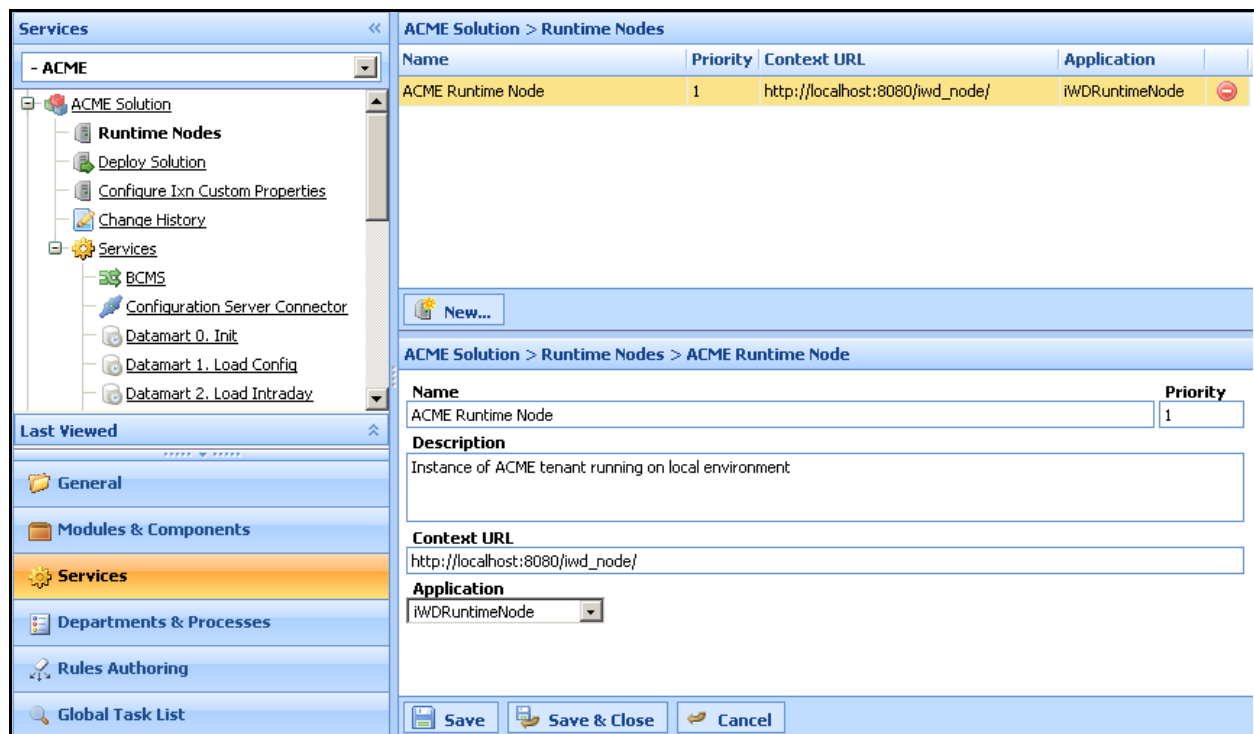 Services
- ACME
ACME Solution
Runtime Nodes
Deploy Solution
Configure Ixn Custom Properties
Change History
Services
BCMS
Configuration Server Connector
Datamart 0. Init
Datamart 1. Load Config
Datamart 2. Load Intraday
Last Viewed
General
Modules & Components
Services
Departments & Processes
Rules Authoring
Global Task List
ACME Solution > Runtime Nodes
Name Priority Context URL Application
ACME Runtime Node 1 http://localhost:8080/iwd_node/ iWDRuntimeNode
New...
ACME Solution > Runtime Nodes > ACME Runtime Node
Name Priority
ACME Runtime Node 1
Description
Instance of ACME tenant running on local environment
Context URL
http://localhost:8080/iwd_node/
Application
iWDRuntimeNode
Save Save & Close Cancel